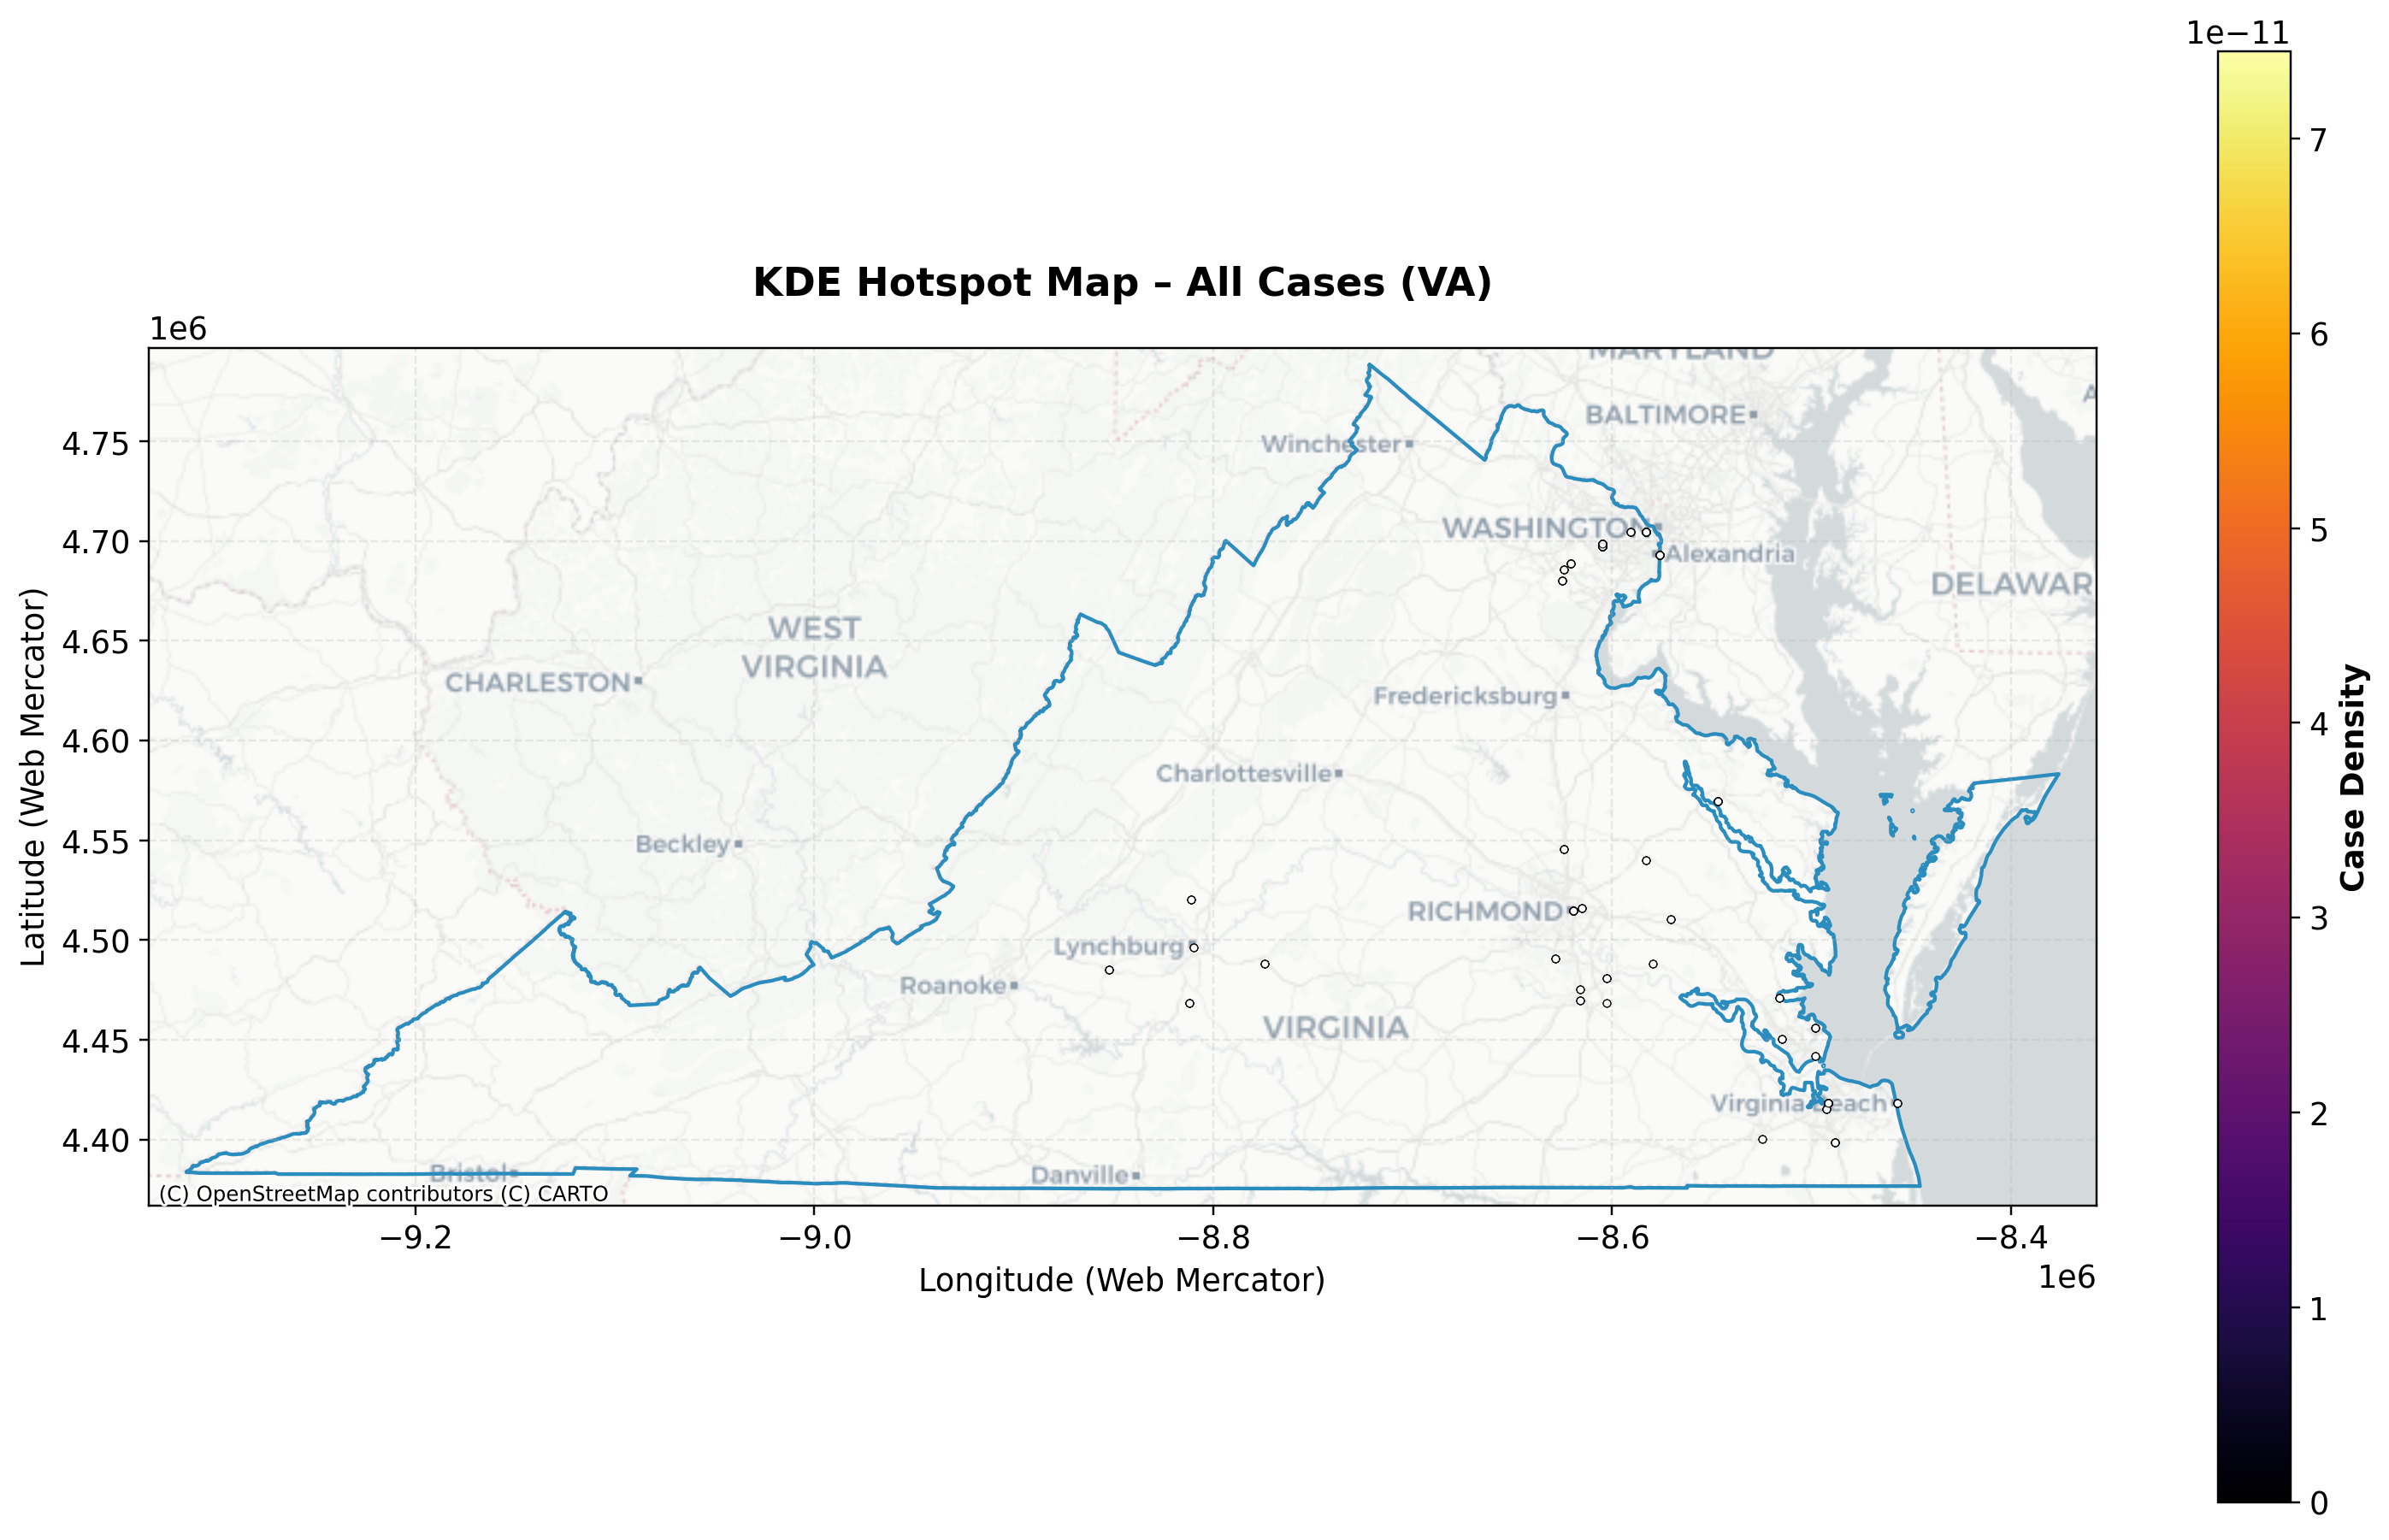 1e−11
KDE Hotspot Map – All Cases (VA)
1e6
MARYLAND
BALTIMORE
Winchester
WASHINGTON
Alexandria
DELAWAR
WEST
VIRGINIA
CHARLESTON
Fredericksburg
Charlottesville
Beckley
RICHMOND
Lynchburg
Roanoke
VIRGINIA
Virginia Beach
Bristol
Danville
(C) OpenStreetMap contributors (C) CARTO
4.75
4.70
4.65
4.60
4.55
4.50
4.45
4.40
Latitude (Web Mercator)
−9.2
−9.0
−8.8
−8.6
−8.4
1e6
Longitude (Web Mercator)
7
6
5
4
3
2
1
0
Case Density